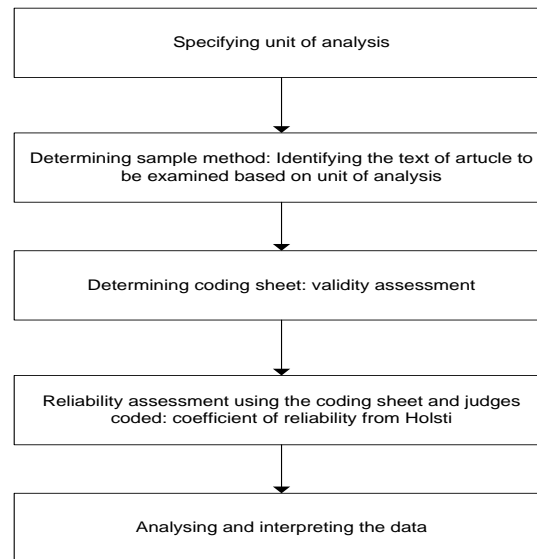 Specifying unit of analysis
Determining sample method: Identifying the text of artucle to
be examined based on unit of analysis
Determining coding sheet: validity assessment
Reliability assessment using the coding sheet and judges
coded: coefficient of reliability from Holsti
Analysing and interpreting the data